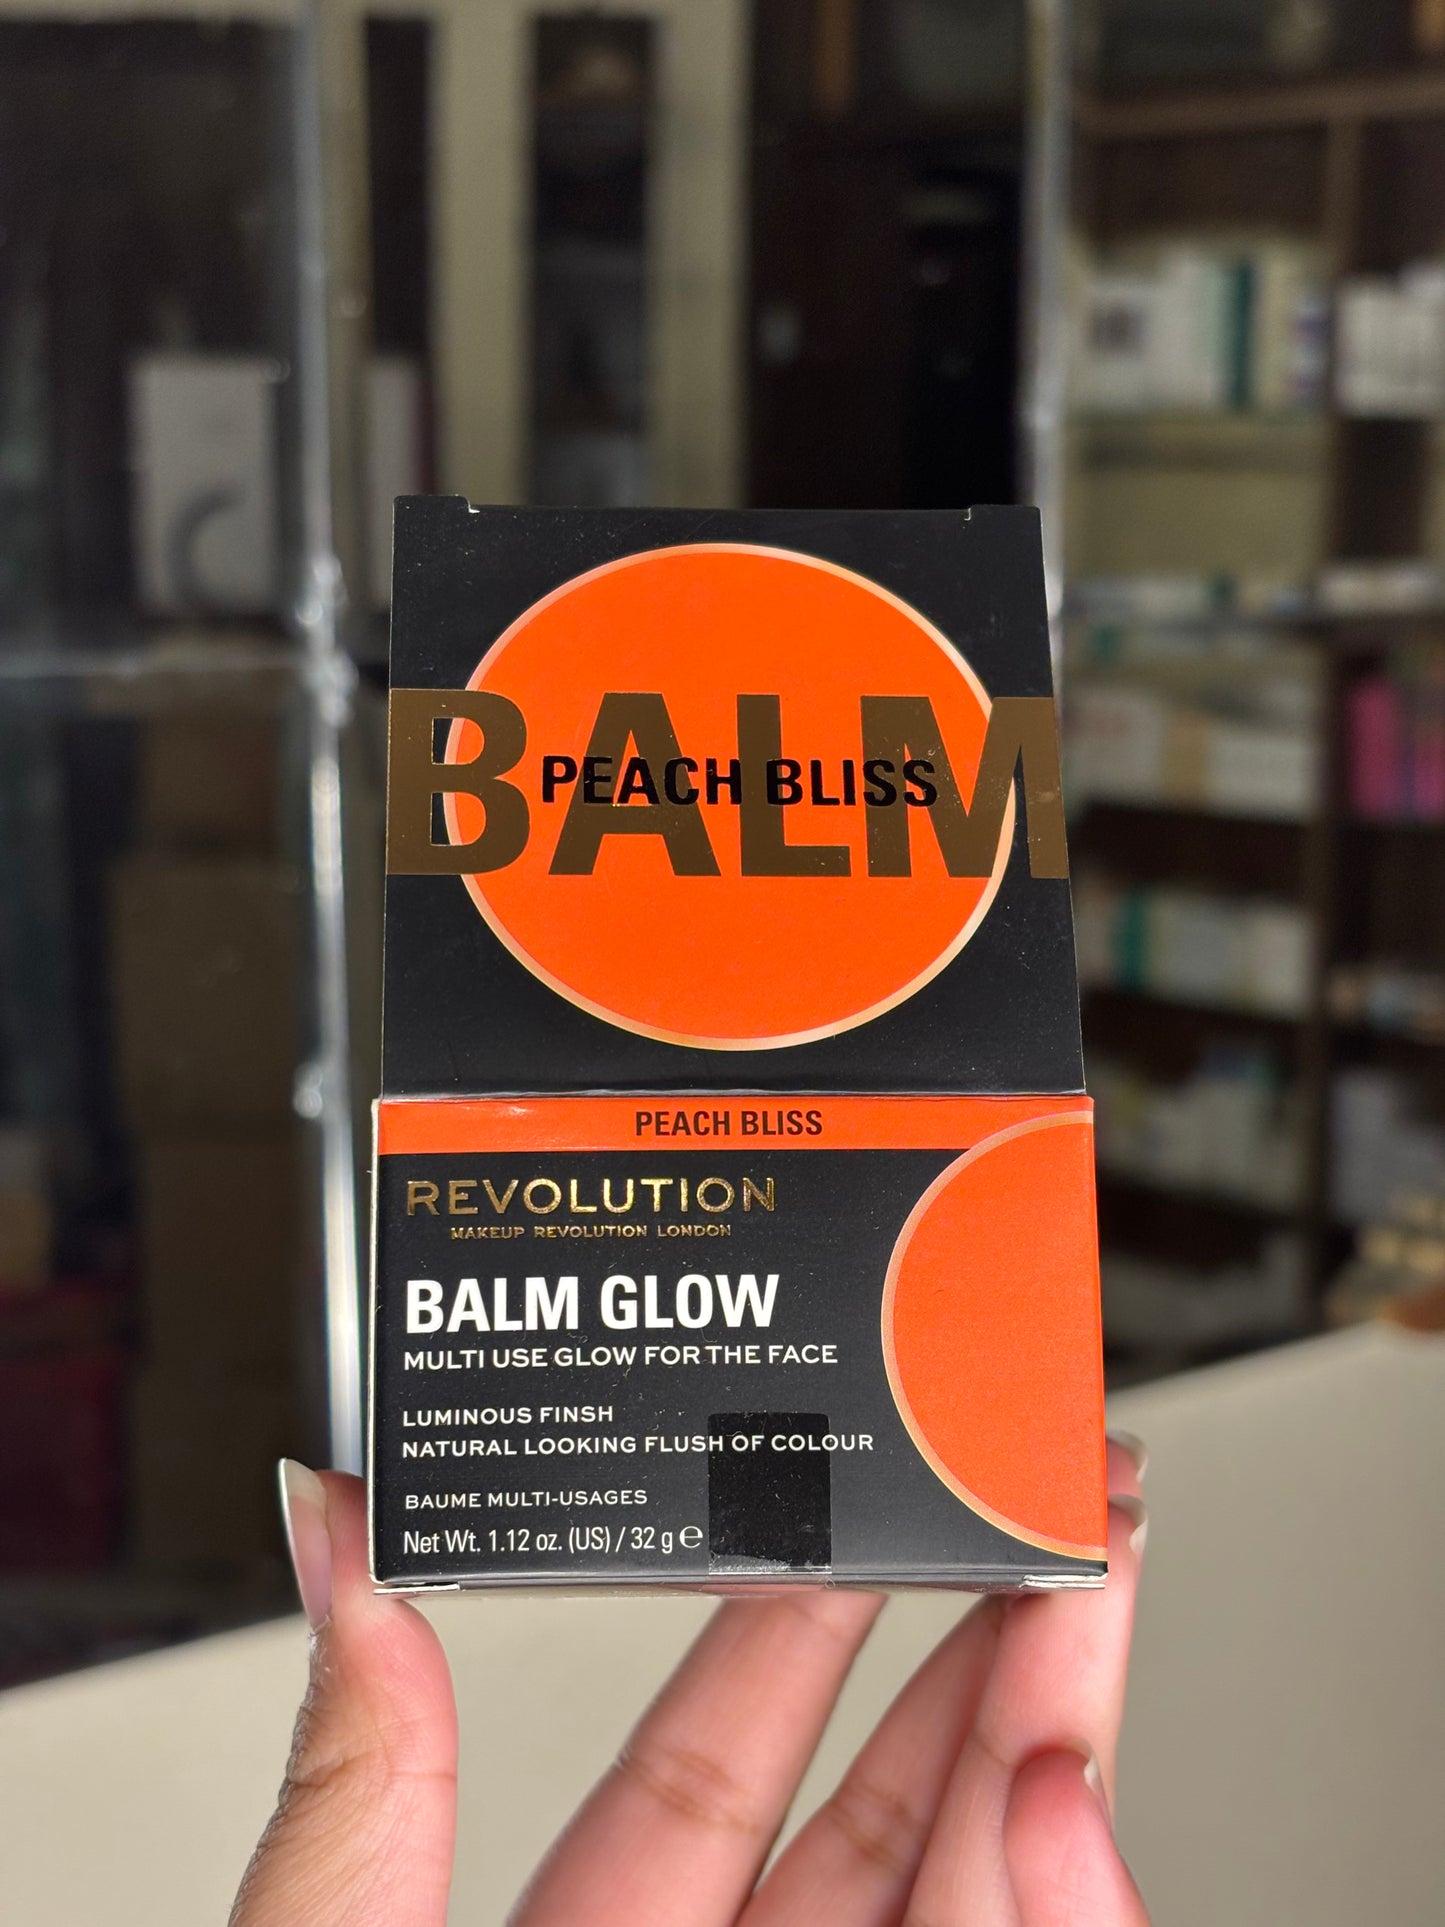 BALM
PEACH BLISS
PEACH BLISS
REVOLUTION
MAKEUP REVOLUTION LONDON
BALM GLOW
MULTI USE GLOW FOR THE FACE
LUMINOUS FINSH
NATURAL LOOKING FLUSH OF COLOUR
BAUME MULTI-USAGES
Net Wt. 1.12 oz. (US) / 32 g ℮